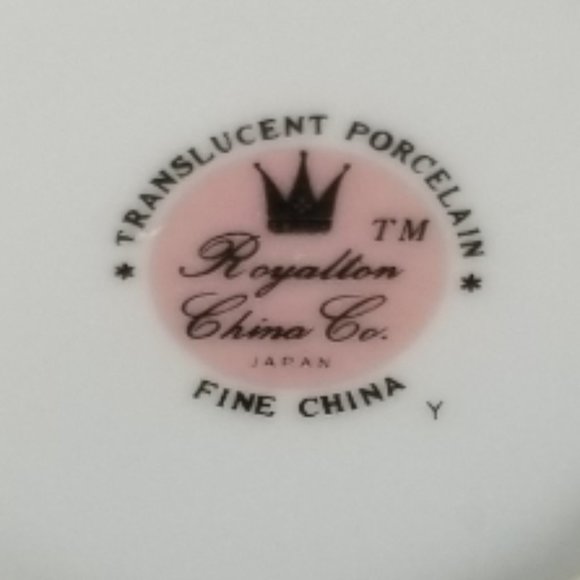 * TRANSLUCENT PORCELAIN *
TM
Royalton
China Co.
JAPAN
FINE CHINA
Y